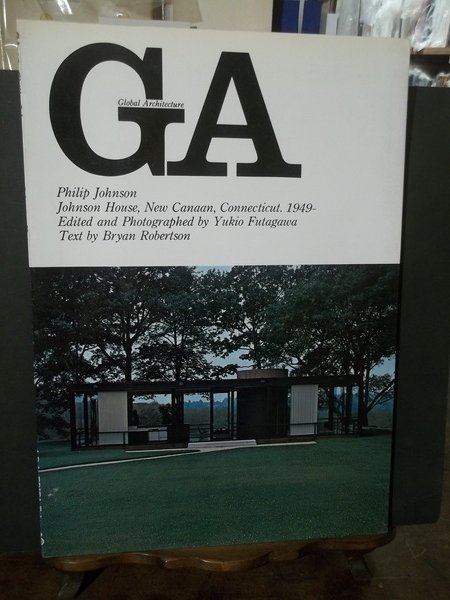 GA
Global Architecture
Philip Johnson
Johnson House, New Canaan, Connecticut. 1949-
Edited and Photographed by Yukio Futagawa
Text by Bryan Robertson